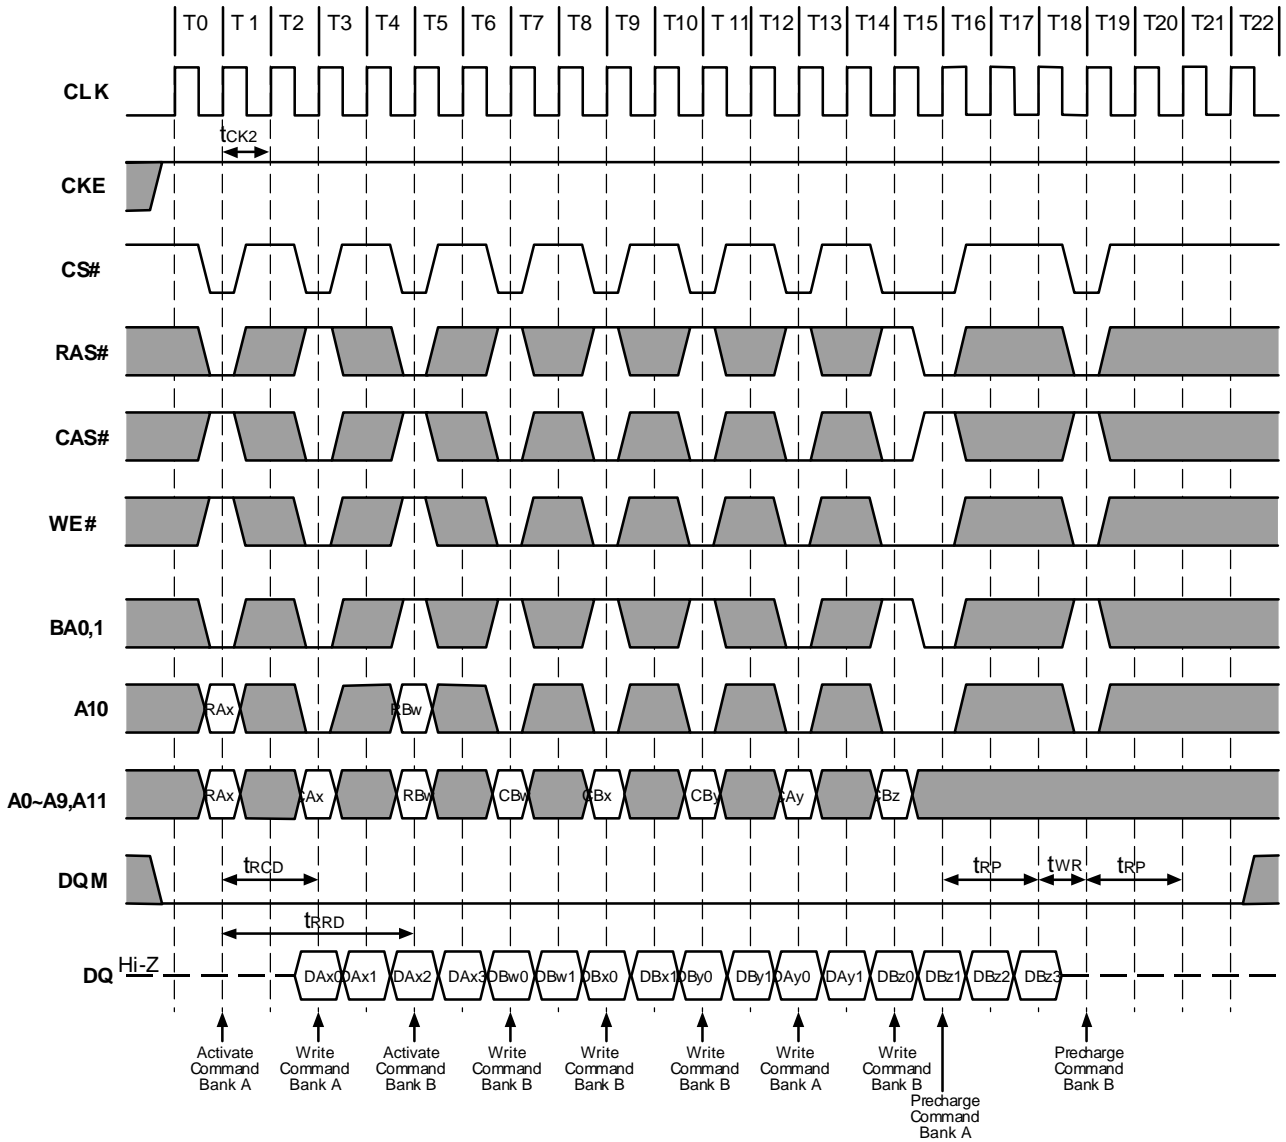 T0 T 1 T2 T3 T4 T5 T6 T7 T8 T9 T10 T 11 T12 T13 T14 T15 T16 T17 T18 T19 T20 T21 T22
CLK
tCK2
CKE
CS#
RAS#
CAS#
WE#
BA0,1
A10
RAx RBw
A0~A9,A11
RAx CAx RBw CBw CBx CBy CAy CBz
DQM
tRCD tRP tWR tRP
tRRD
DQ Hi-Z
DAx0 DAx1 DAx2 DAx3 DBw0 DBw1 DBx0 DBx1 DBy0 DBy1 DAy0 DAy1 DBz0 DBz1 DBz2 DBz3
Activate
Command
Bank A
Write
Command
Bank A
Activate
Command
Bank B
Write
Command
Bank B
Write
Command
Bank B
Write
Command
Bank B
Write
Command
Bank A
Write
Command
Bank B
Precharge
Command
Bank A
Precharge
Command
Bank B